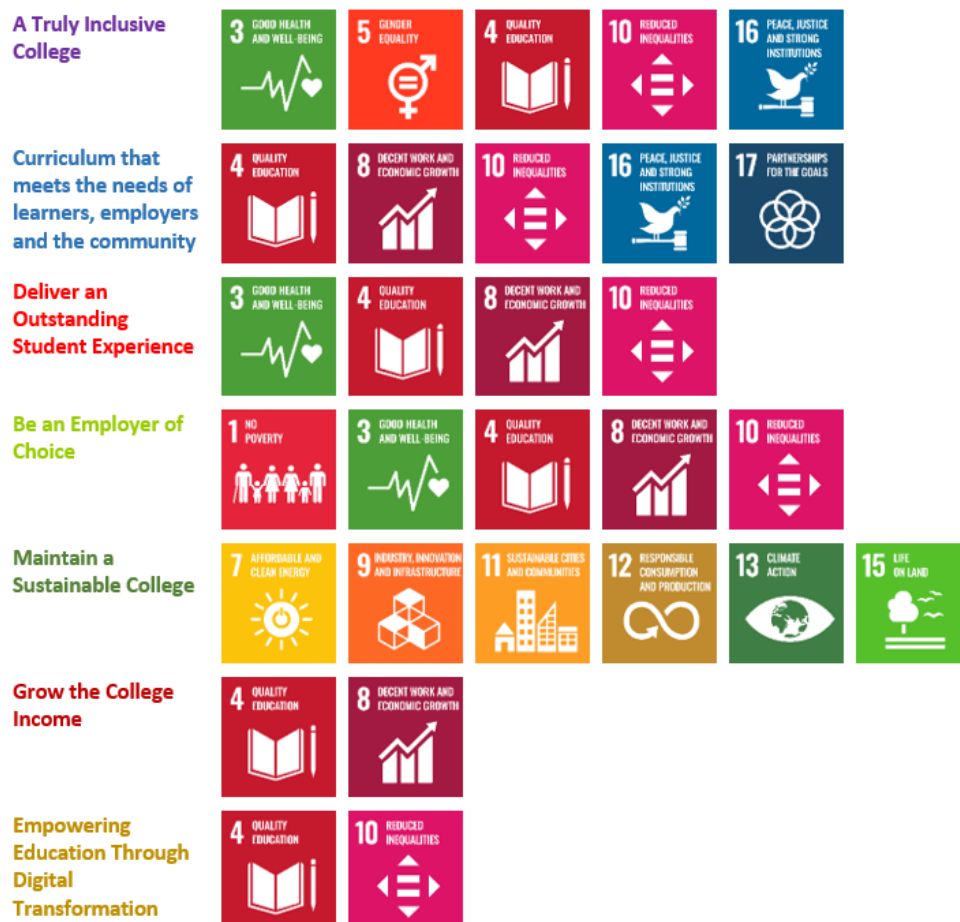 A Truly Inclusive
College
3 GOOD HEALTH
AND WELL-BEING
5 GENDER
EQUALITY
4 QUALITY
EDUCATION
10 REDUCED
INEQUALITIES
16 PEACE, JUSTICE
AND STRONG
INSTITUTIONS
Curriculum that
meets the needs of
learners, employers
and the community
4 QUALITY
EDUCATION
8 DECENT WORK AND
ECONOMIC GROWTH
10 REDUCED
INEQUALITIES
16 PEACE, JUSTICE
AND STRONG
INSTITUTIONS
17 PARTNERSHIPS
FOR THE GOALS
Deliver an
Outstanding
Student Experience
3 GOOD HEALTH
AND WELL-BEING
4 QUALITY
EDUCATION
8 DECENT WORK AND
ECONOMIC GROWTH
10 REDUCED
INEQUALITIES
Be an Employer of
Choice
1 NO
POVERTY
3 GOOD HEALTH
AND WELL-BEING
4 QUALITY
EDUCATION
8 DECENT WORK AND
ECONOMIC GROWTH
10 REDUCED
INEQUALITIES
Maintain a
Sustainable College
7 AFFORDABLE AND
CLEAN ENERGY
9 INDUSTRY, INNOVATION
AND INFRASTRUCTURE
11 SUSTAINABLE CITIES
AND COMMUNITIES
12 RESPONSIBLE
CONSUMPTION
AND PRODUCTION
13 CLIMATE
ACTION
15 LIFE
ON LAND
Grow the College
Income
4 QUALITY
EDUCATION
8 DECENT WORK AND
ECONOMIC GROWTH
Empowering
Education Through
Digital
Transformation
4 QUALITY
EDUCATION
10 REDUCED
INEQUALITIES